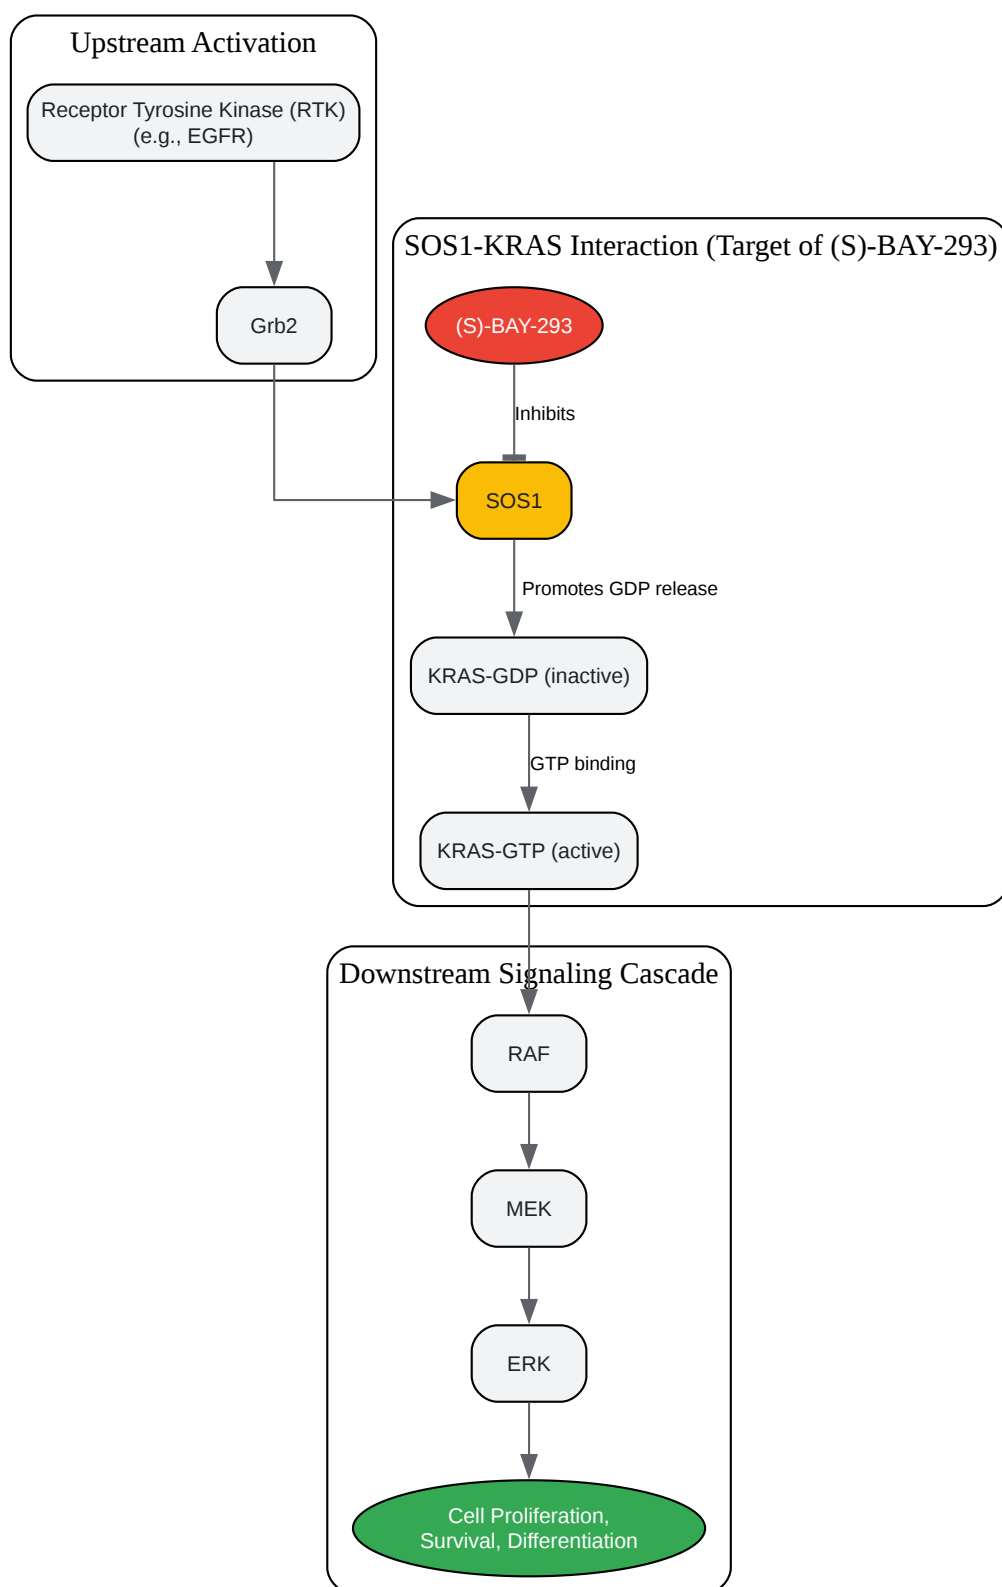 Upstream Activation
Receptor Tyrosine Kinase (RTK)
(e.g., EGFR)
Grb2
SOS1-KRAS Interaction (Target of (S)-BAY-293)
(S)-BAY-293
Inhibits
SOS1
Promotes GDP release
KRAS-GDP (inactive)
GTP binding
KRAS-GTP (active)
Downstream Signaling Cascade
RAF
MEK
ERK
Cell Proliferation,
Survival, Differentiation